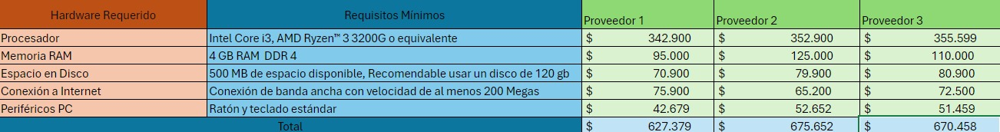 Hardware Requerido Requisitos Mínimos Proveedor 1 Proveedor 2 Proveedor 3
Procesador Intel Core i3, AMD Ryzen™ 3 3200G o equivalente $ 342.900 $ 352.900 $ 355.599
Memoria RAM 4 GB RAM DDR 4 $ 95.000 $ 125.000 $ 110.000
Espacio en Disco 500 MB de espacio disponible, Recomendable usar un disco de 120 gb $ 70.900 $ 79.900 $ 80.900
Conexión a Internet Conexión de banda ancha con velocidad de al menos 200 Megas $ 75.900 $ 65.200 $ 72.500
Periféricos PC Ratón y teclado estándar $ 42.679 $ 52.652 $ 51.459
Total $ 627.379 $ 675.652 $ 670.458